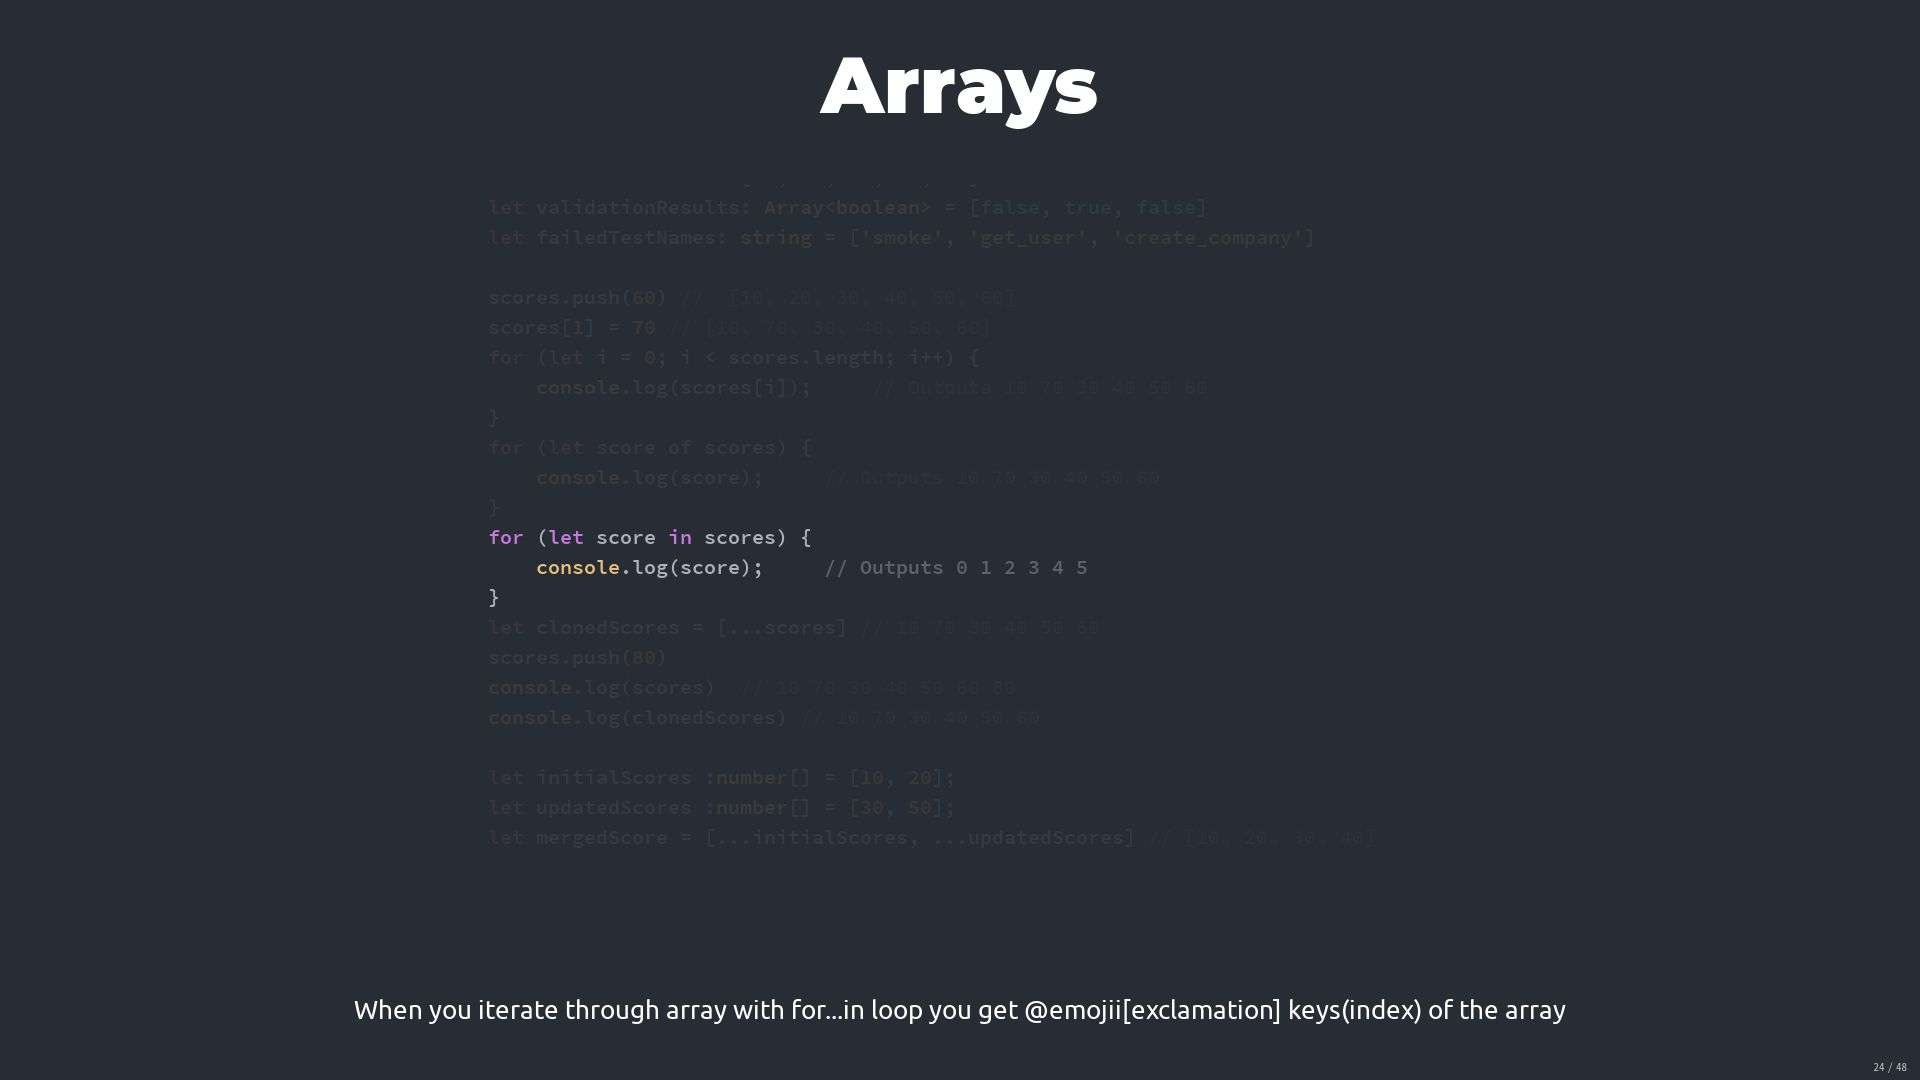 Arrays
let validationResults: Array<boolean> = [false, true, false]
let failedTestNames: string = ['smoke', 'get_user', 'create_company']
scores.push(60) //  [10, 20, 30, 40, 50, 60]
scores[1] = 70 // [10, 70, 30, 40, 50, 60]
for (let i = 0; i < scores.length; i++) {
    console.log(scores[i]);     // Outputs 10 70 30 40 50 60
}
for (let score of scores) {
    console.log(score);     // Outputs 10 70 30 40 50 60
}
for (let score in scores) {
    console.log(score);     // Outputs 0 1 2 3 4 5
}
let clonedScores = [...scores] // 10 70 30 40 50 60
scores.push(80)
console.log(scores)  // 10 70 30 40 50 60 80
console.log(clonedScores) // 10 70 30 40 50 60
let initialScores :number[] = [10, 20];
let updatedScores :number[] = [30, 50];
let mergedScore = [...initialScores, ...updatedScores] // [10, 20, 30, 40]
When you iterate through array with for...in loop you get @emojii[exclamation] keys(index) of the array
24 / 48